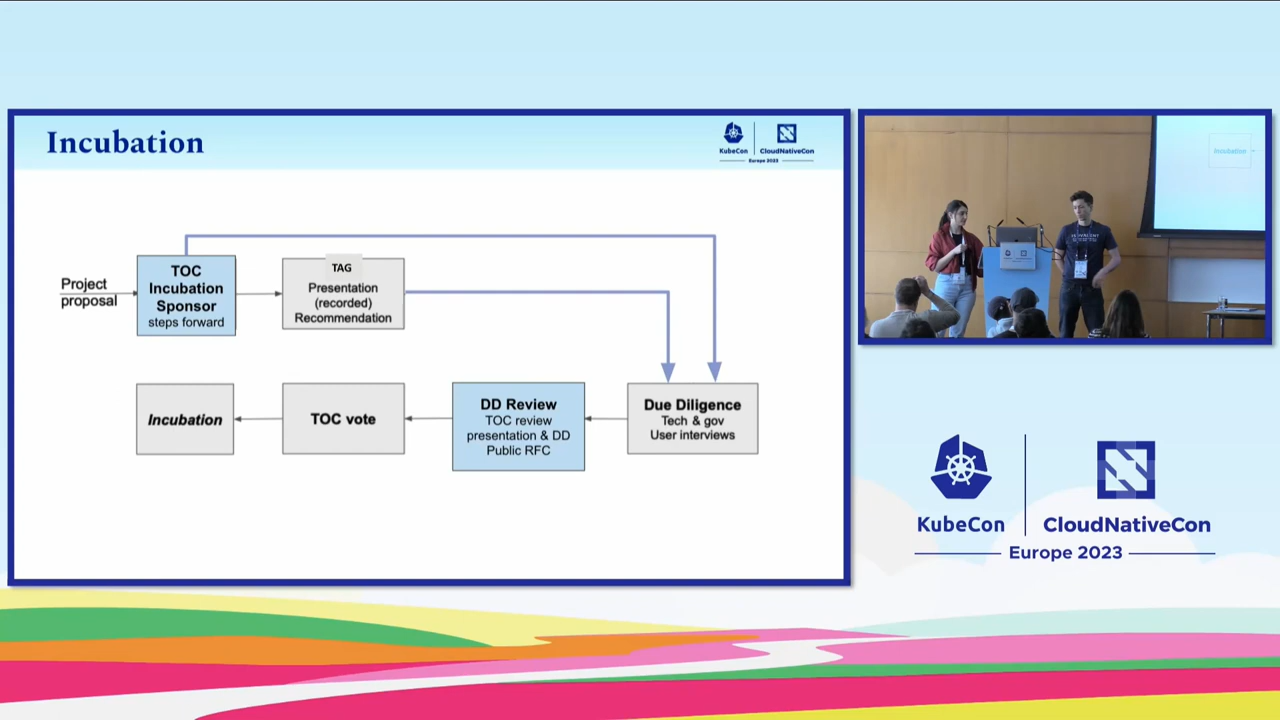 Incubation
KubeCon
CloudNativeCon
Europe 2023
Project
proposal
TOC
Incubation
Sponsor
steps forward
TAG
Presentation
(recorded)
Recommendation
Incubation
TOC vote
DD Review
TOC review
presentation & DD
Public RFC
Due Diligence
Tech & gov
User interviews
Incubation
KubeCon
CloudNativeCon
Europe 2023